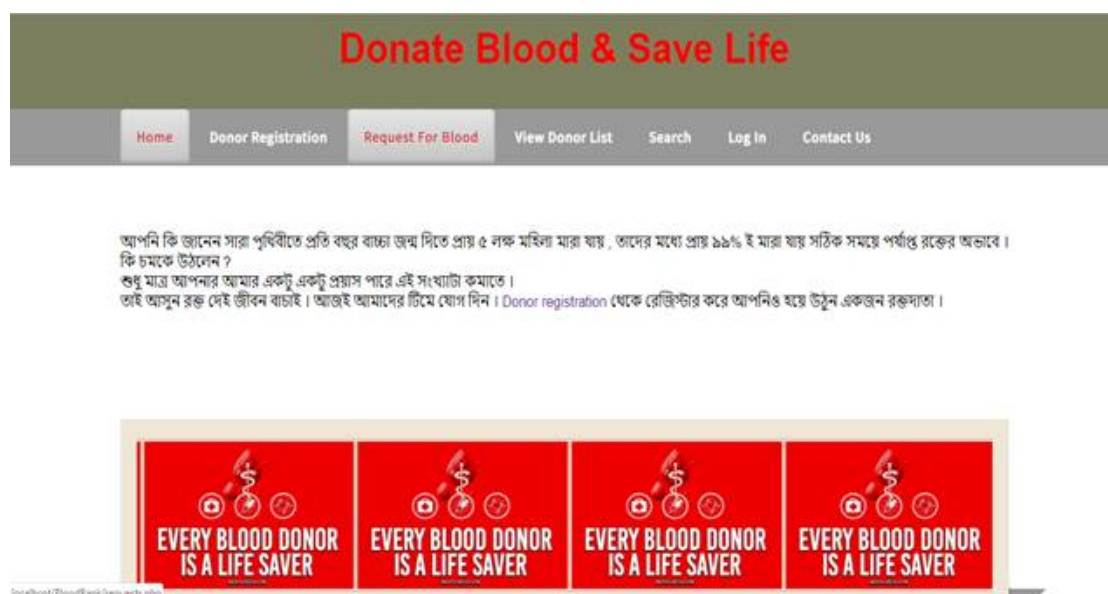 Donate Blood & Save Life
Home Donor Registration Request For Blood View Donor List Search Log In Contact Us
আপনি কি জানেন সারা পৃথিবীতে প্রতি বছর বাচ্চা জন্ম দিতে প্রায় ৫ লক্ষ মহিলা মারা যায় , তাদের মধ্যে প্রায় ৯৯% ই মারা যায় সঠিক সময়ে পর্যাপ্ত রক্তের অভাবে ।
কি চমকে উঠলেন ?
শুধু মাত্র আপনার আমার একটু একটু প্রয়াস পারে এই সংখ্যাটা কমাতে ।
তাই আসুন রক্ত দেই জীবন বাচাই । আজই আমাদের টিমে যোগ দিন । Donor registration থেকে রেজিস্টার করে আপনিও হয়ে উঠুন একজন রক্তদাতা ।
EVERY BLOOD DONOR EVERY BLOOD DONOR EVERY BLOOD DONOR EVERY BLOOD DONOR
IS A LIFE SAVER IS A LIFE SAVER IS A LIFE SAVER IS A LIFE SAVER